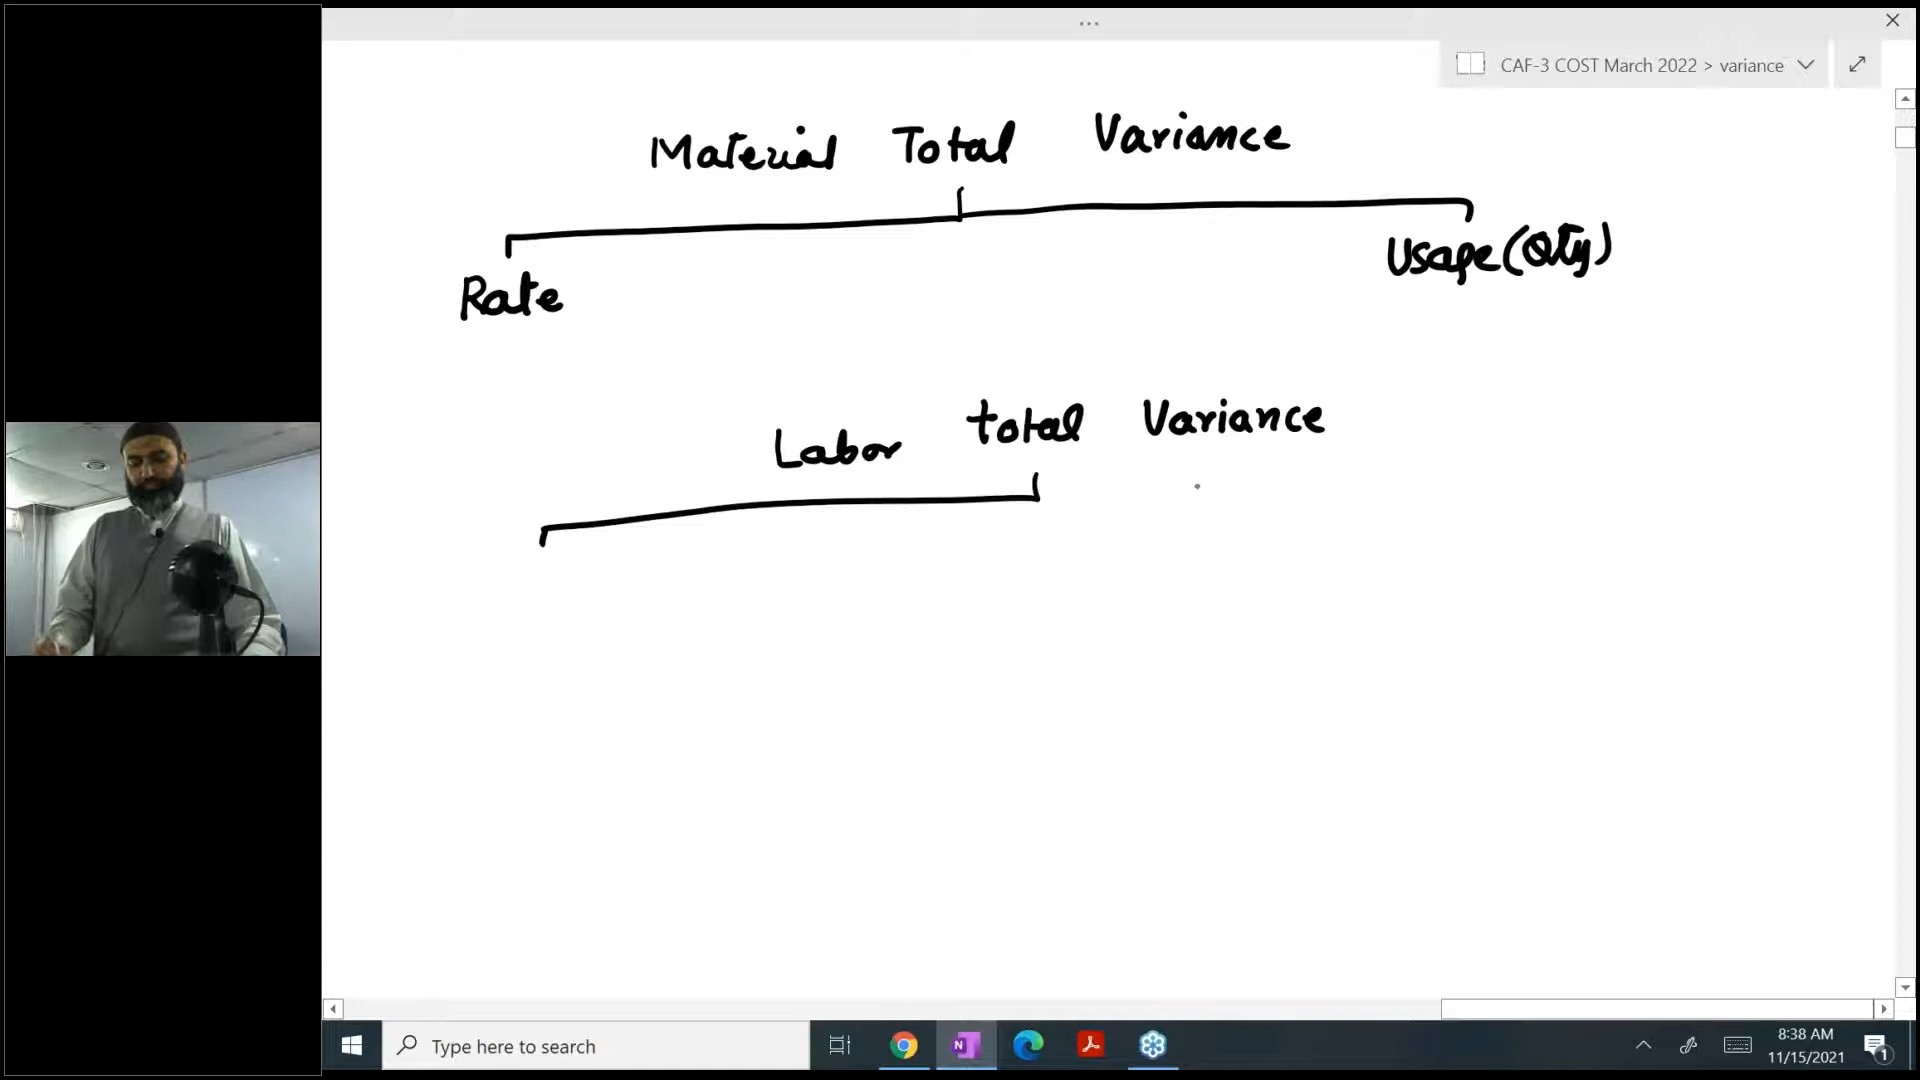 CAF-3 COST March 2022 > variance
Material Total Variance
Rate
Usage(Qty)
Labor total Variance
Type here to search
8:38 AM
11/15/2021
1